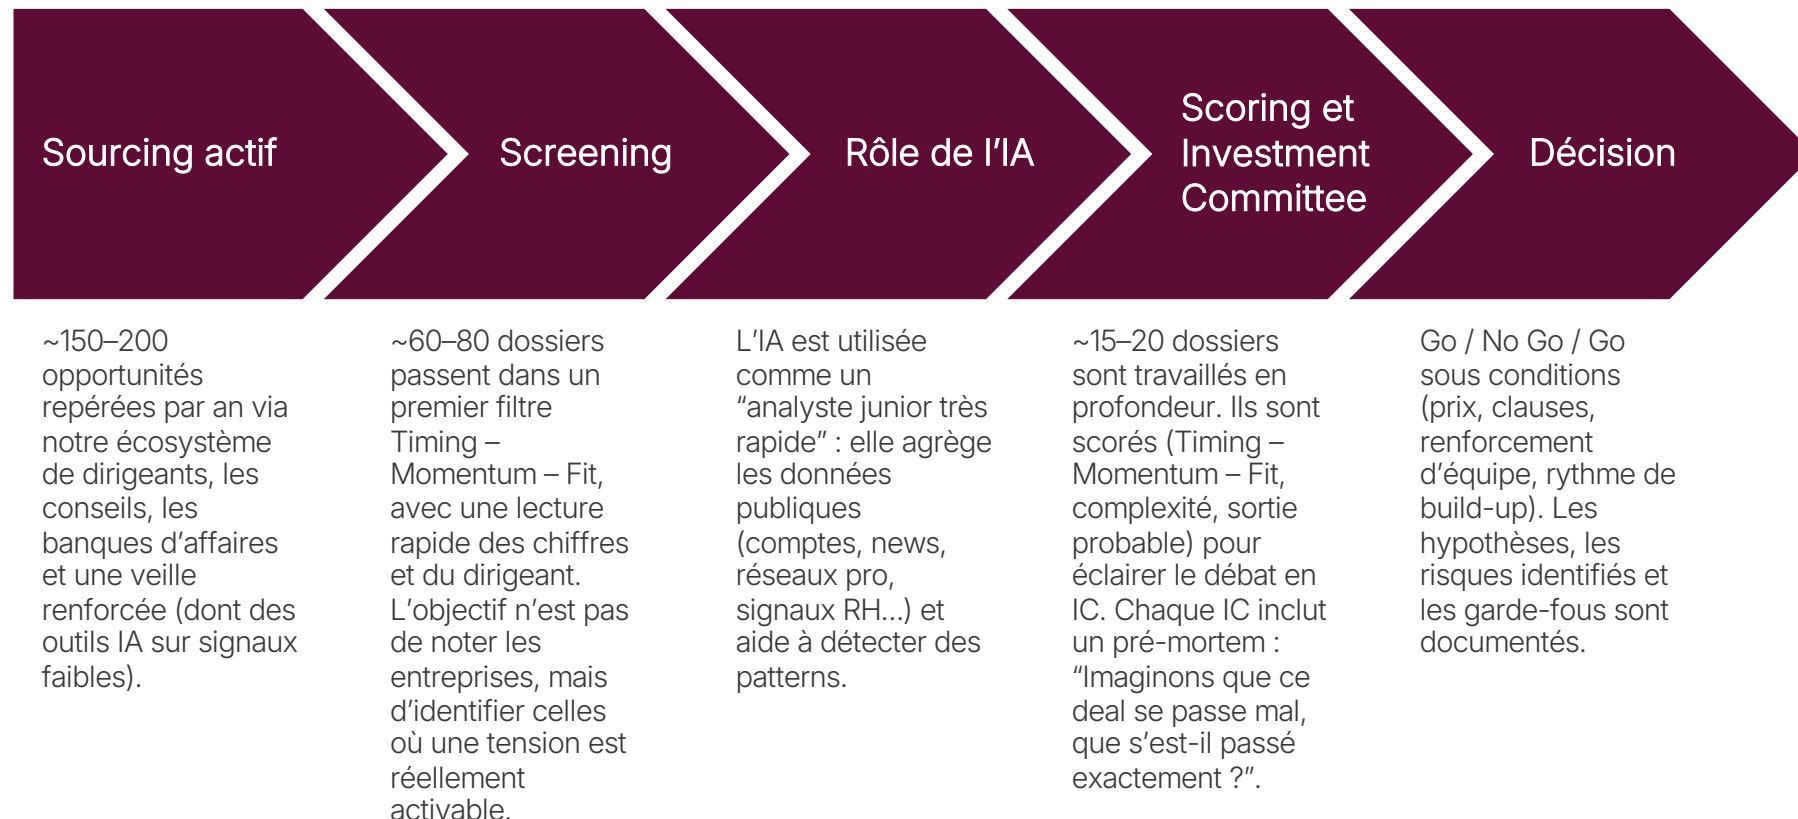 Sourcing actif
Screening
Rôle de l’IA
Scoring et
Investment
Committee
Décision
~150–200
opportunités
repérées par an via
notre écosystème
de dirigeants, les
conseils, les
banques d’affaires
et une veille
renforcée (dont des
outils IA sur signaux
faibles).
~60–80 dossiers
passent dans un
premier filtre
Timing –
Momentum – Fit,
avec une lecture
rapide des chiffres
et du dirigeant.
L’objectif n’est pas
de noter les
entreprises, mais
d’identifier celles
où une tension est
réellement
activable.
L’IA est utilisée
comme un
“analyste junior très
rapide” : elle agrège
les données
publiques
(comptes, news,
réseaux pro,
signaux RH…) et
aide à détecter des
patterns.
~15–20 dossiers
sont travaillés en
profondeur. Ils sont
scorés (Timing –
Momentum – Fit,
complexité, sortie
probable) pour
éclairer le débat en
IC. Chaque IC inclut
un pré-mortem :
“Imaginons que ce
deal se passe mal,
que s’est-il passé
exactement ?”.
Go / No Go / Go
sous conditions
(prix, clauses,
renforcement
d’équipe, rythme de
build-up). Les
hypothèses, les
risques identifiés et
les garde-fous sont
documentés.